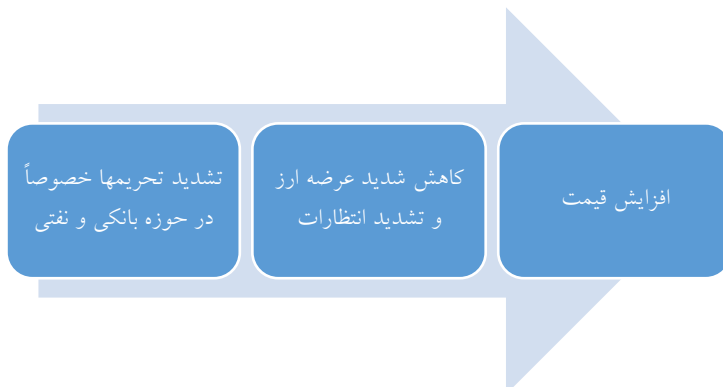 تشدید تحریمها خصوصاً
در حوزه بانکی و نفتی
کاهش شدید عرضه ارز
و تشدید انتظارات
افزایش قیمت